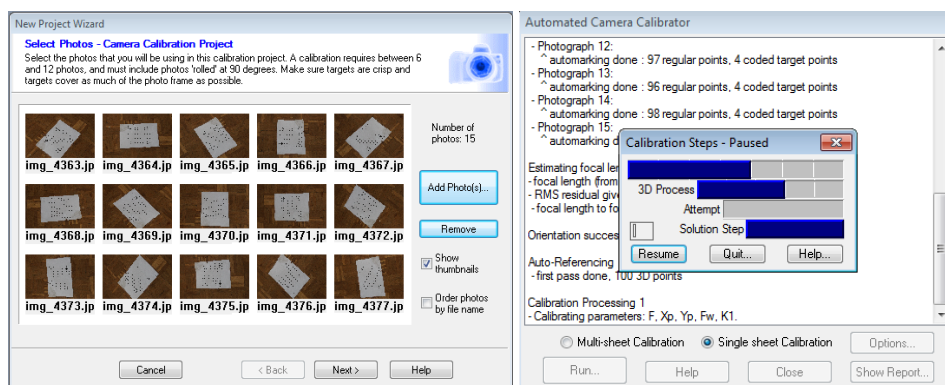 New Project Wizard
Select Photos - Camera Calibration Project
Select the photos that you will be using in this calibration project. A calibration requires between 6
and 12 photos, and must include photos 'rolled' at 90 degrees. Make sure targets are crisp and
targets cover as much of the photo frame as possible.
img_4363.jp img_4364.jp img_4365.jp img_4366.jp img_4367.jp
img_4368.jp img_4369.jp img_4370.jp img_4371.jp img_4372.jp
img_4373.jp img_4374.jp img_4375.jp img_4376.jp img_4377.jp
Number of
photos: 15
Add Photo(s)...
Remove
Show
thumbnails
Order photos
by file name
Cancel < Back Next > Help
Automated Camera Calibrator
- Photograph 12:
^ automarking done : 97 regular points, 4 coded target points
- Photograph 13:
^ automarking done : 96 regular points, 4 coded target points
- Photograph 14:
^ automarking done : 98 regular points, 4 coded target points
- Photograph 15:
^ automarking d
Estimating focal ler
- focal length (from
- RMS residual give
- focal length to fo
Orientation succes
Auto-Referencing
- first pass done, 100 3D points
Calibration Processing 1
- Calibrating parameters: F, Xp, Yp, Fw, K1.
Calibration Steps - Paused
3D Process
Attempt
Solution Step
Resume Quit... Help...
Multi-sheet Calibration Single sheet Calibration Options...
Run... Help Close Show Report...